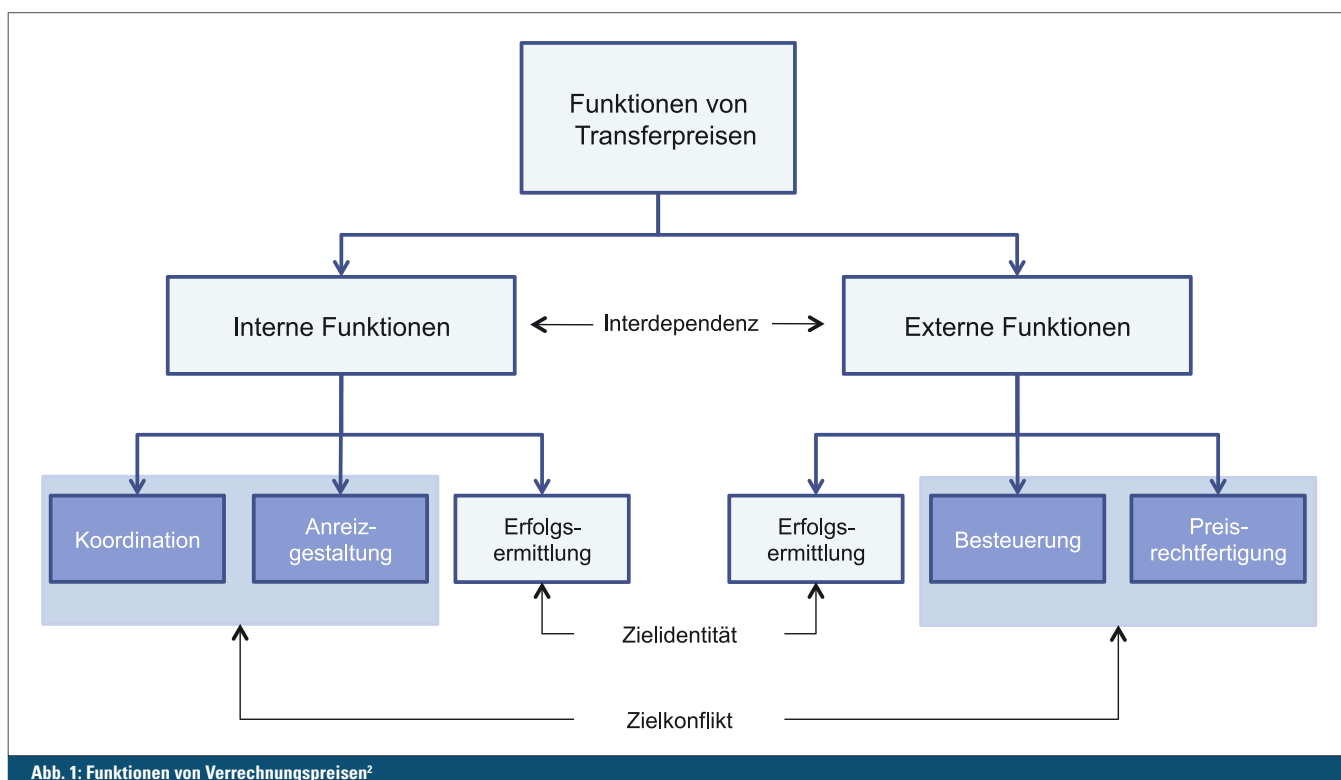 Funktionen von
Transferpreisen
Interne Funktionen
Interdependenz
Externe Funktionen
Koordination
Anreiz-
gestaltung
Erfolgs-
ermittlung
Erfolgs-
ermittlung
Besteuerung
Preis-
rechtfertigung
Zielidentität
Zielkonflikt
Abb. 1: Funktionen von Verrechnungspreisen²